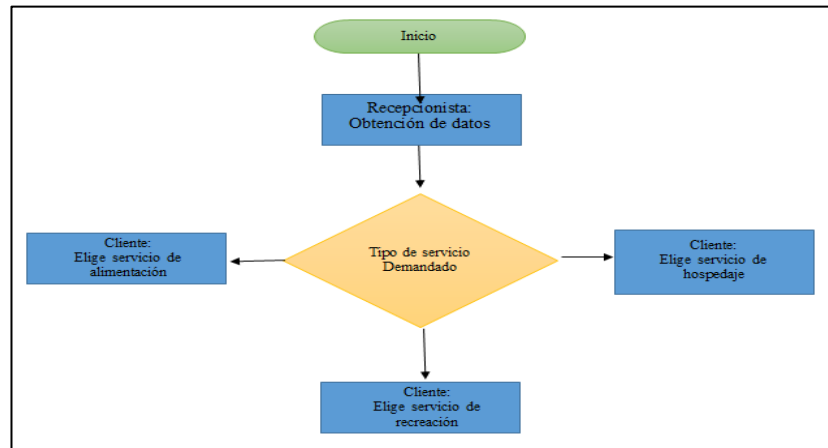 Inicio
Recepcionista:
Obtención de datos
Tipo de servicio
Demandado
Cliente:
Elige servicio de
alimentación
Cliente:
Elige servicio de
hospedaje
Cliente:
Elige servicio de
recreación